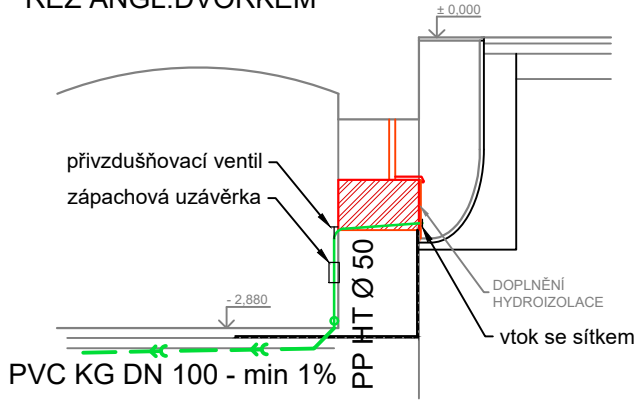 ŘEZ ANGL.DVORKEM
± 0,000
přivzdušňovací ventil
zápachová uzávěrka
- 2,880
PP HT Ø 50
DOPLNĚNÍ
HYDROIZOLACE
vtok se sítkem
PVC KG DN 100 - min 1%